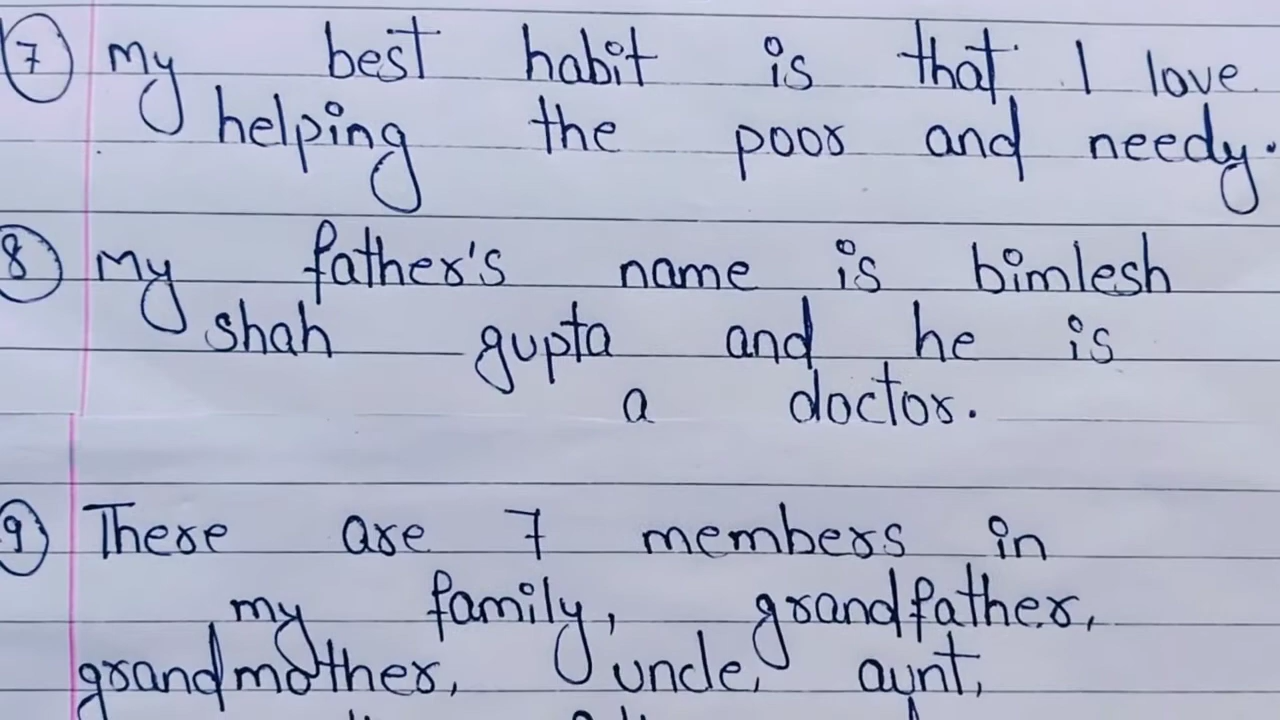 7 My best habit is that I love
helping the poor and needy.
8 My father's name is bimlesh
shah gupta and he is
a doctor.
9 There are 7 members in
my family, grandfather,
grandmother, uncle, aunt,